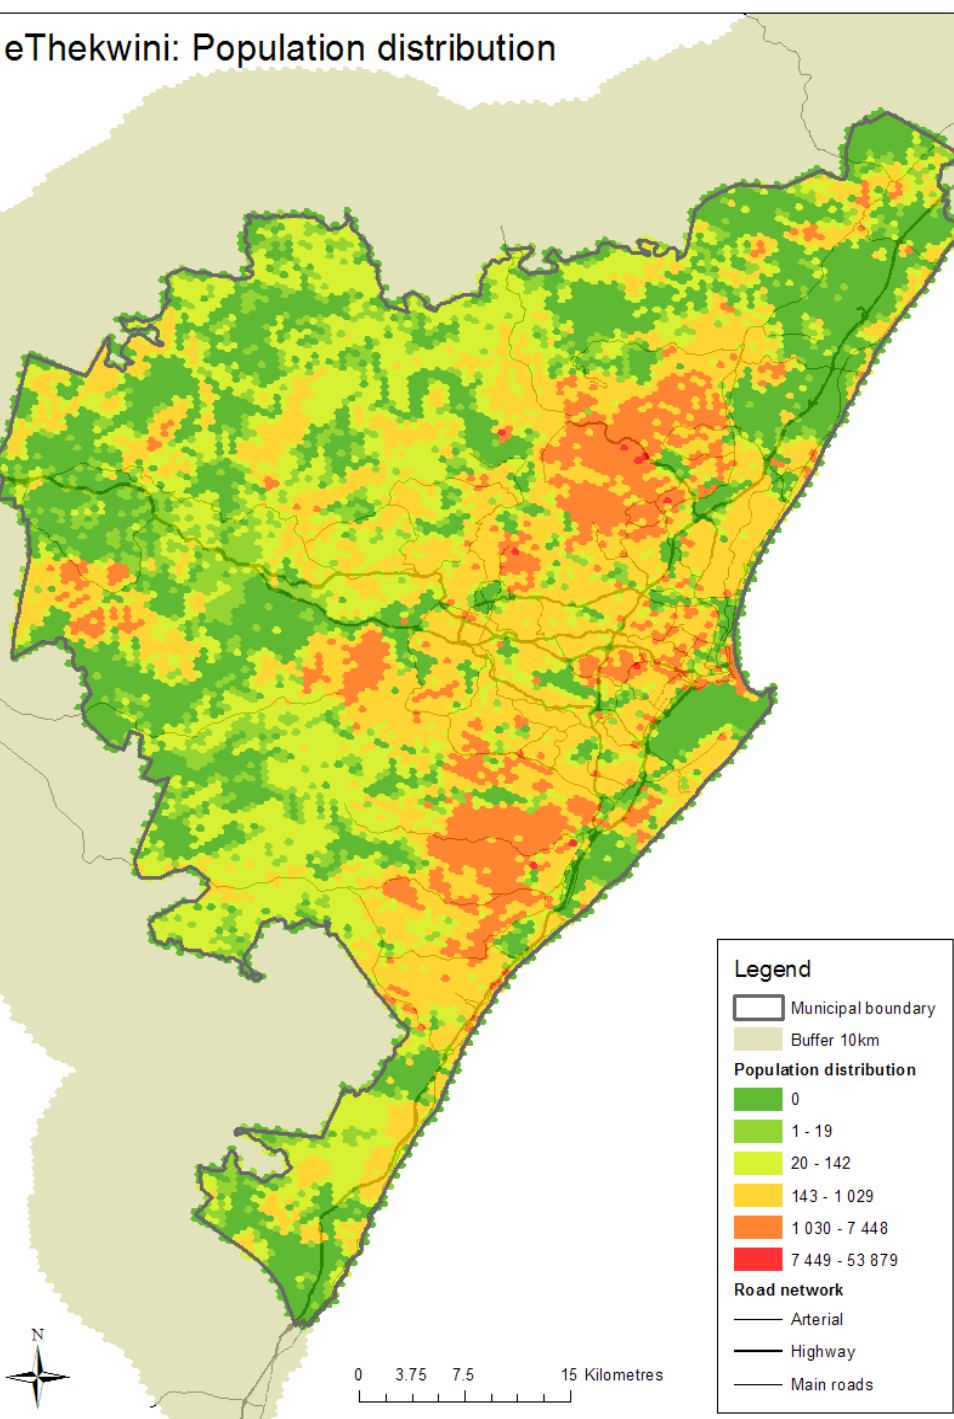 eThekwini: Population distribution
Legend
Municipal boundary
Buffer 10km
Population distribution
0
1 - 19
20 - 142
143 - 1 029
1 030 - 7 448
7 449 - 53 879
Road network
Arterial
Highway
Main roads
N
0 3.75 7.5 15 Kilometres